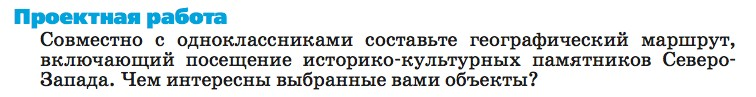 Проектная работа
Совместно с одноклассниками составьте географический маршрут,
включающий посещение историко-культурных памятников Северо-
Запада. Чем интересны выбранные вами объекты?